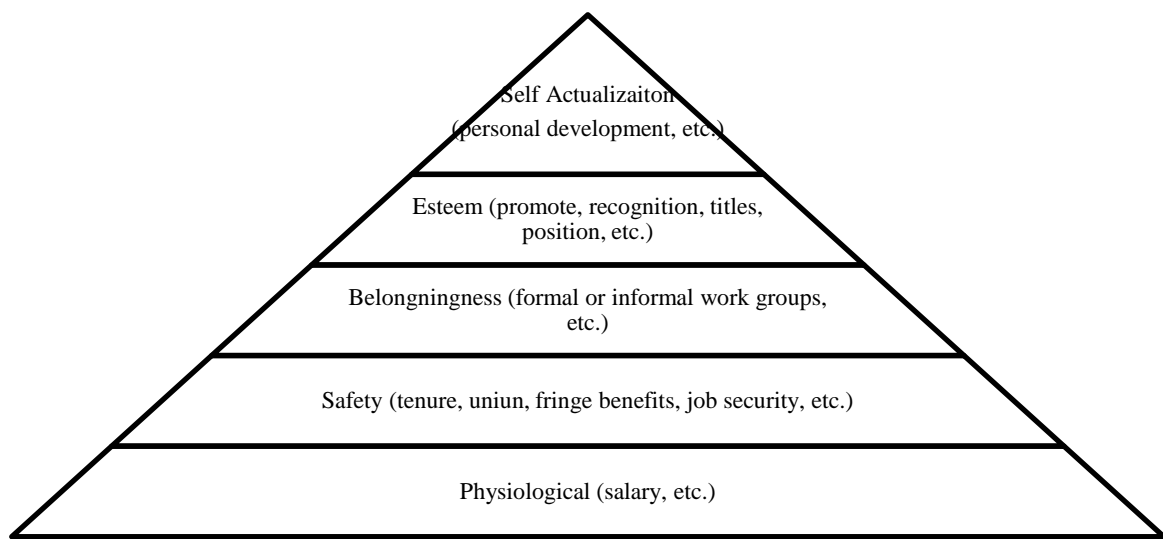 Self Actualizaiton
(personal development, etc.)
Esteem (promote, recognition, titles,
position, etc.)
Belongningness (formal or informal work groups,
etc.)
Safety (tenure, uniun, fringe benefits, job security, etc.)
Physiological (salary, etc.)